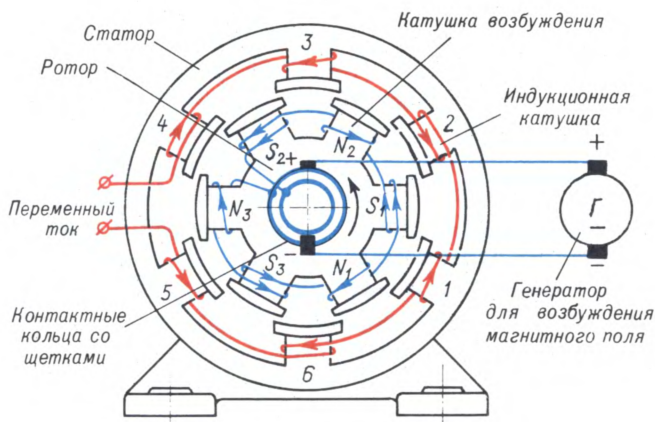 Статор
Ротор
Катушка возбуждения
Индукционная
катушка
3
4
2
N₂
S₂+
N₃
S₁
S₃
N₁
-
5
1
6
+
Г
-
-
Переменный
ток
Контактные
кольца со
щетками
Генератор
для возбуждения
магнитного поля